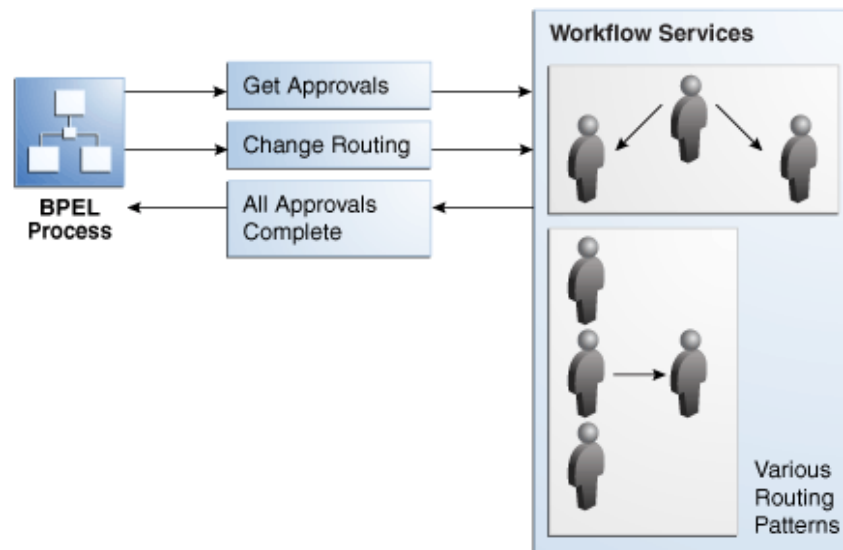 Workflow Services
Get Approvals
Change Routing
All Approvals
Complete
BPEL
Process
Various
Routing
Patterns